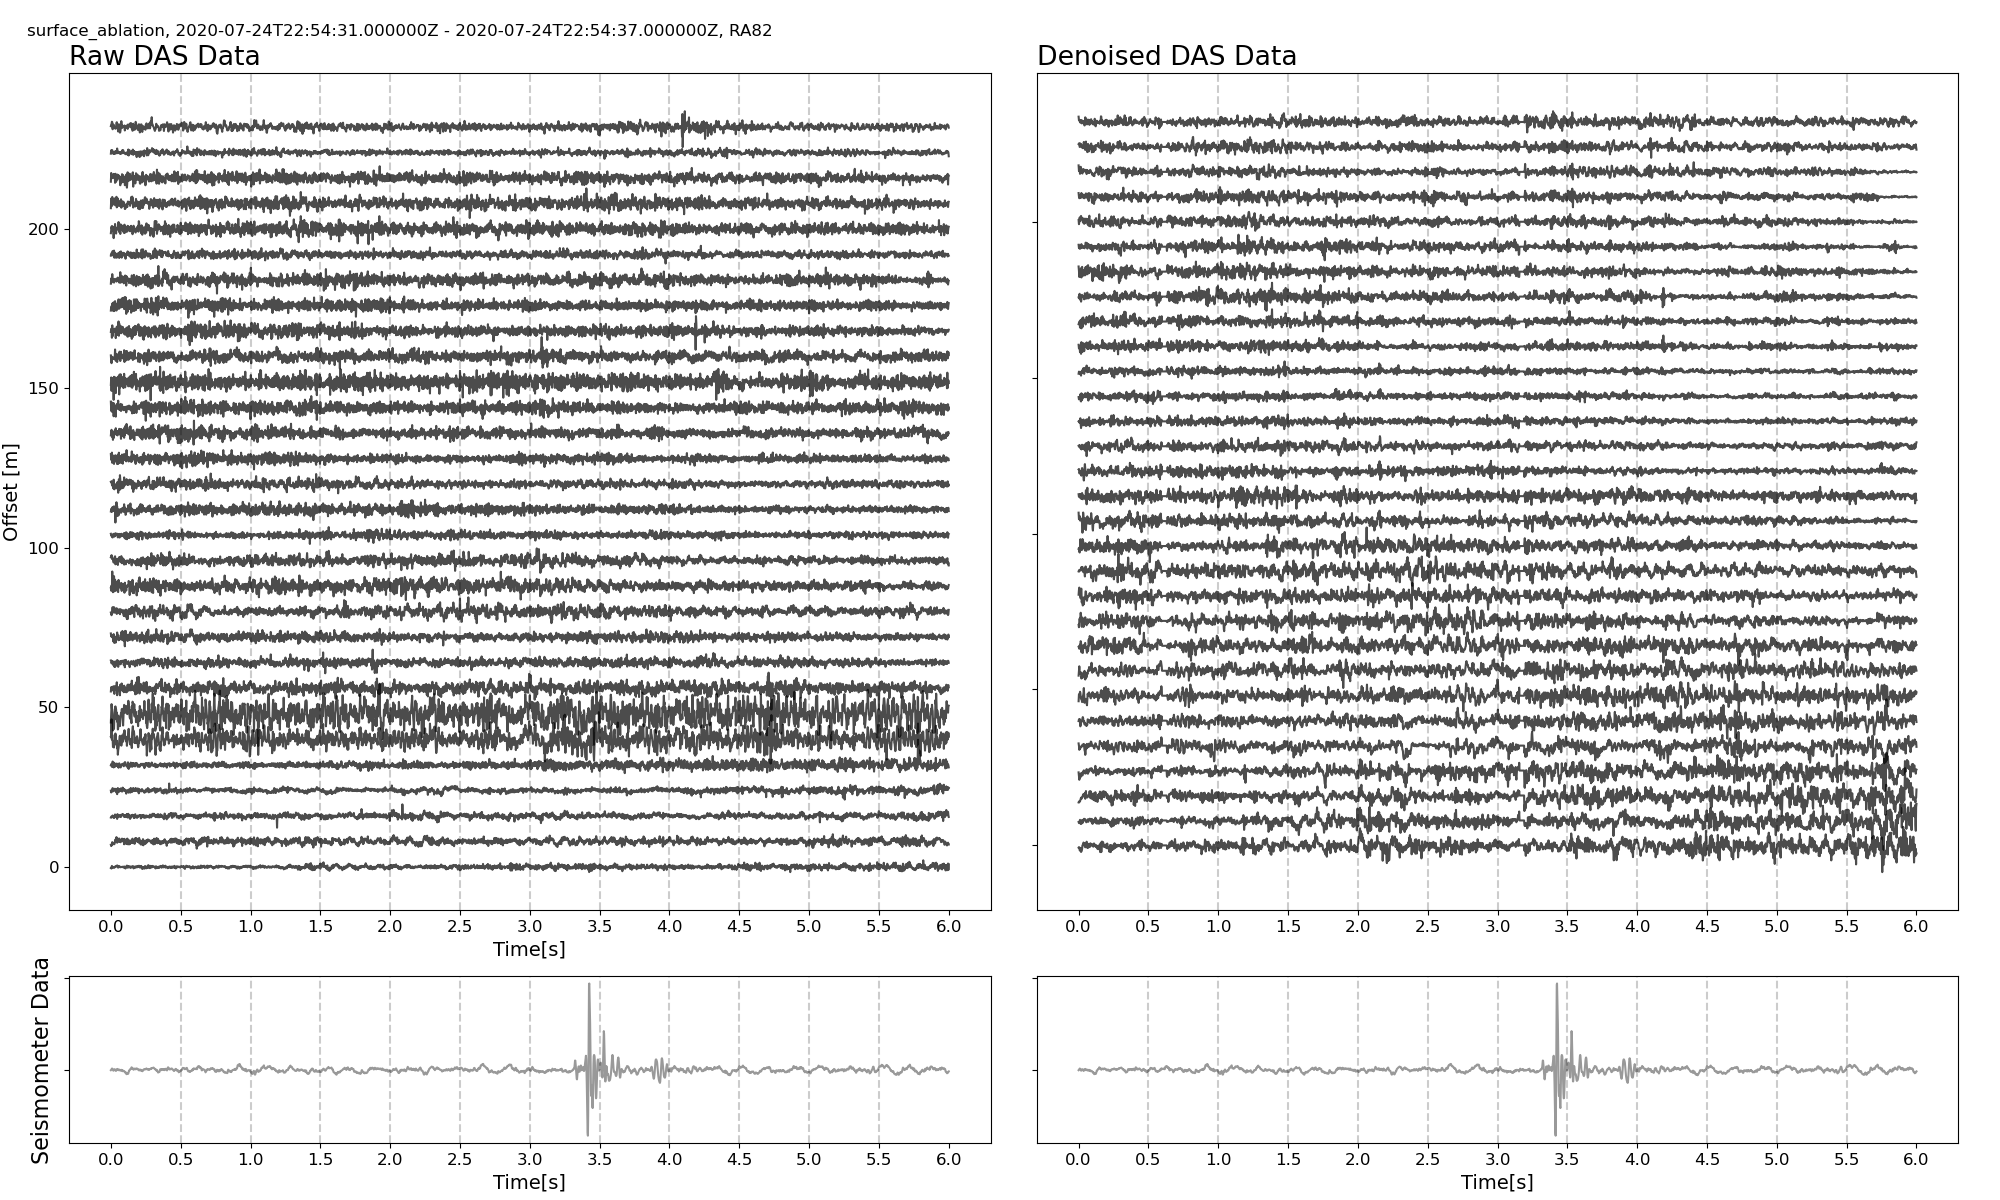 surface_ablation, 2020-07-24T22:54:31.000000Z - 2020-07-24T22:54:37.000000Z, RA82
Raw DAS Data
Denoised DAS Data
Offset [m]
200
150
100
50
0
0.0 0.5 1.0 1.5 2.0 2.5 3.0 3.5 4.0 4.5 5.0 5.5 6.0
Time[s]
0.0 0.5 1.0 1.5 2.0 2.5 3.0 3.5 4.0 4.5 5.0 5.5 6.0
Seismometer Data
0.0 0.5 1.0 1.5 2.0 2.5 3.0 3.5 4.0 4.5 5.0 5.5 6.0
Time[s]
0.0 0.5 1.0 1.5 2.0 2.5 3.0 3.5 4.0 4.5 5.0 5.5 6.0
Time[s]